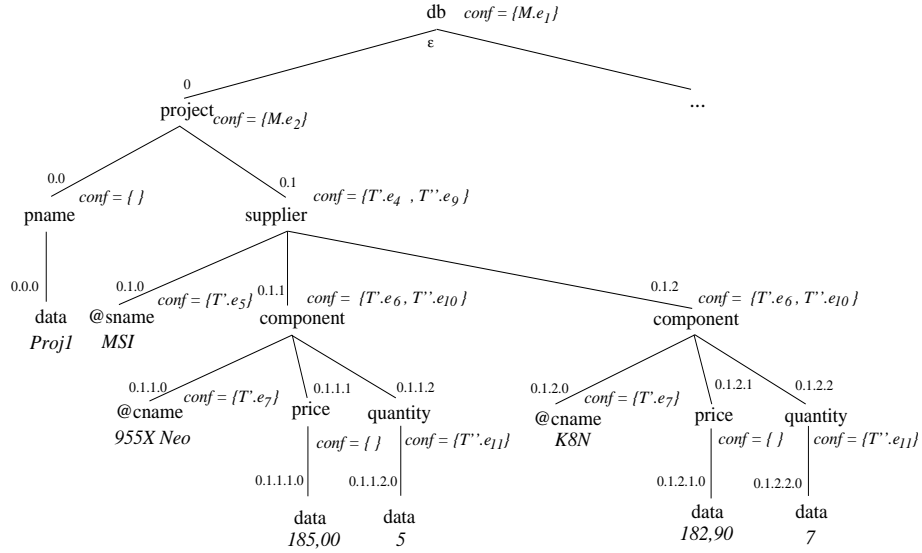 db conf = {M.e1}
ε
0
project conf = {M.e2}
...
0.0 conf = { }
pname
0.1 conf = {T'.e4 , T''.e9 }
supplier
0.0.0
data
Proj1
0.1.0 conf = {T'.e5}
@sname
MSI
0.1.1 conf = {T'.e6 , T''.e10}
component
0.1.2 conf = {T'.e6 , T''.e10}
component
0.1.1.0 conf = {T'.e7}
@cname
955X Neo
0.1.1.1
price
conf = { }
0.1.1.2
quantity
conf = {T''.e11}
0.1.2.0 conf = {T'.e7}
@cname
K8N
0.1.2.1
price
conf = { }
0.1.2.2
quantity
conf = {T''.e11}
0.1.1.1.0
data
185,00
0.1.1.2.0
data
5
0.1.2.1.0
data
182,90
0.1.2.2.0
data
7